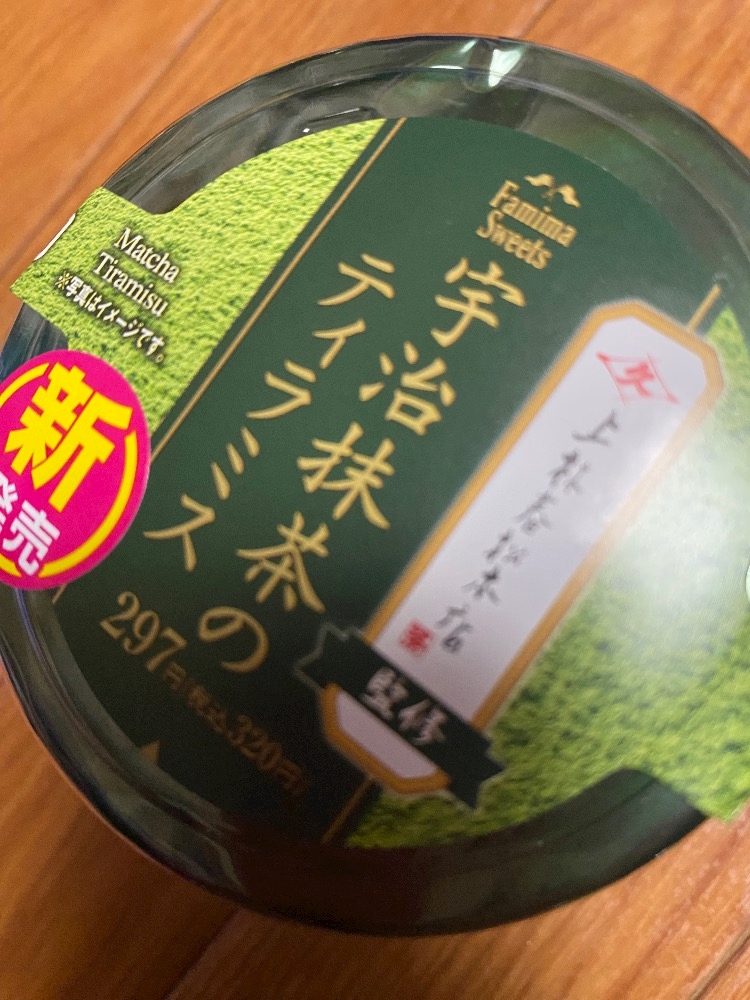 Famima
Sweets
宇治抹茶の
ティラミス
297円(税込320円)
上林春松本店
監修
Matcha
Tiramisu
※写真はイメージです。
新
発売